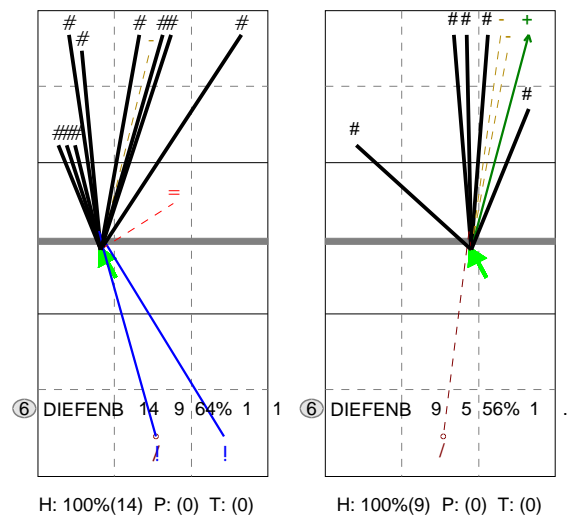 # # # - # # #
# # # # - + - #
# # # #
=
6 DIEFENB 14 9 64% 1 1
6 DIEFENB 9 5 56% 1 .
/ ! !
/
H: 100%(14) P: (0) T: (0)
H: 100%(9) P: (0) T: (0)